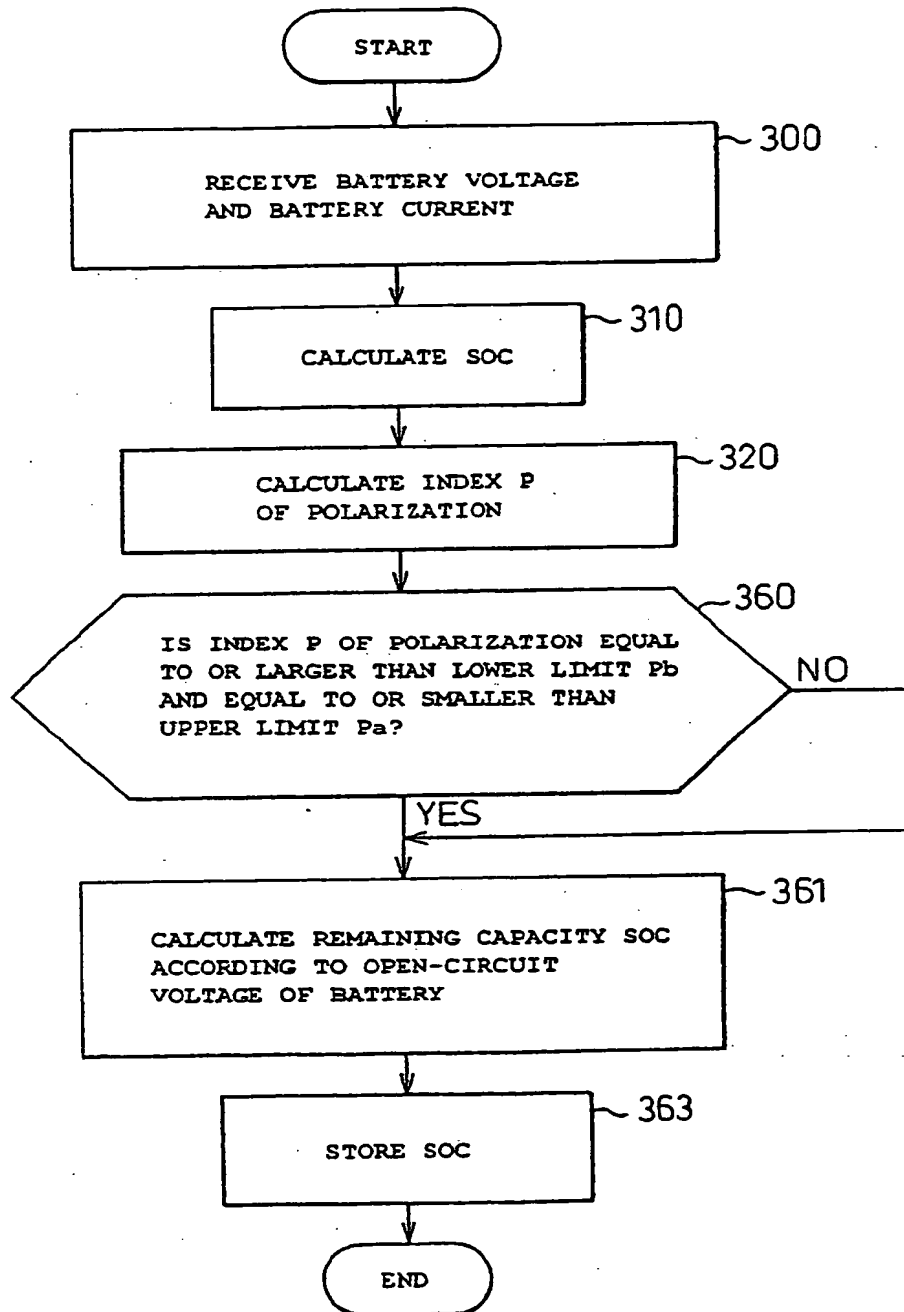 START
300
RECEIVE BATTERY VOLTAGE
AND BATTERY CURRENT
310
CALCULATE SOC
320
CALCULATE INDEX P
OF POLARIZATION
360
IS INDEX P OF POLARIZATION EQUAL
TO OR LARGER THAN LOWER LIMIT Pb
AND EQUAL TO OR SMALLER THAN
UPPER LIMIT Pa?
NO
YES
361
CALCULATE REMAINING CAPACITY SOC
ACCORDING TO OPEN-CIRCUIT
VOLTAGE OF BATTERY
363
STORE SOC
END